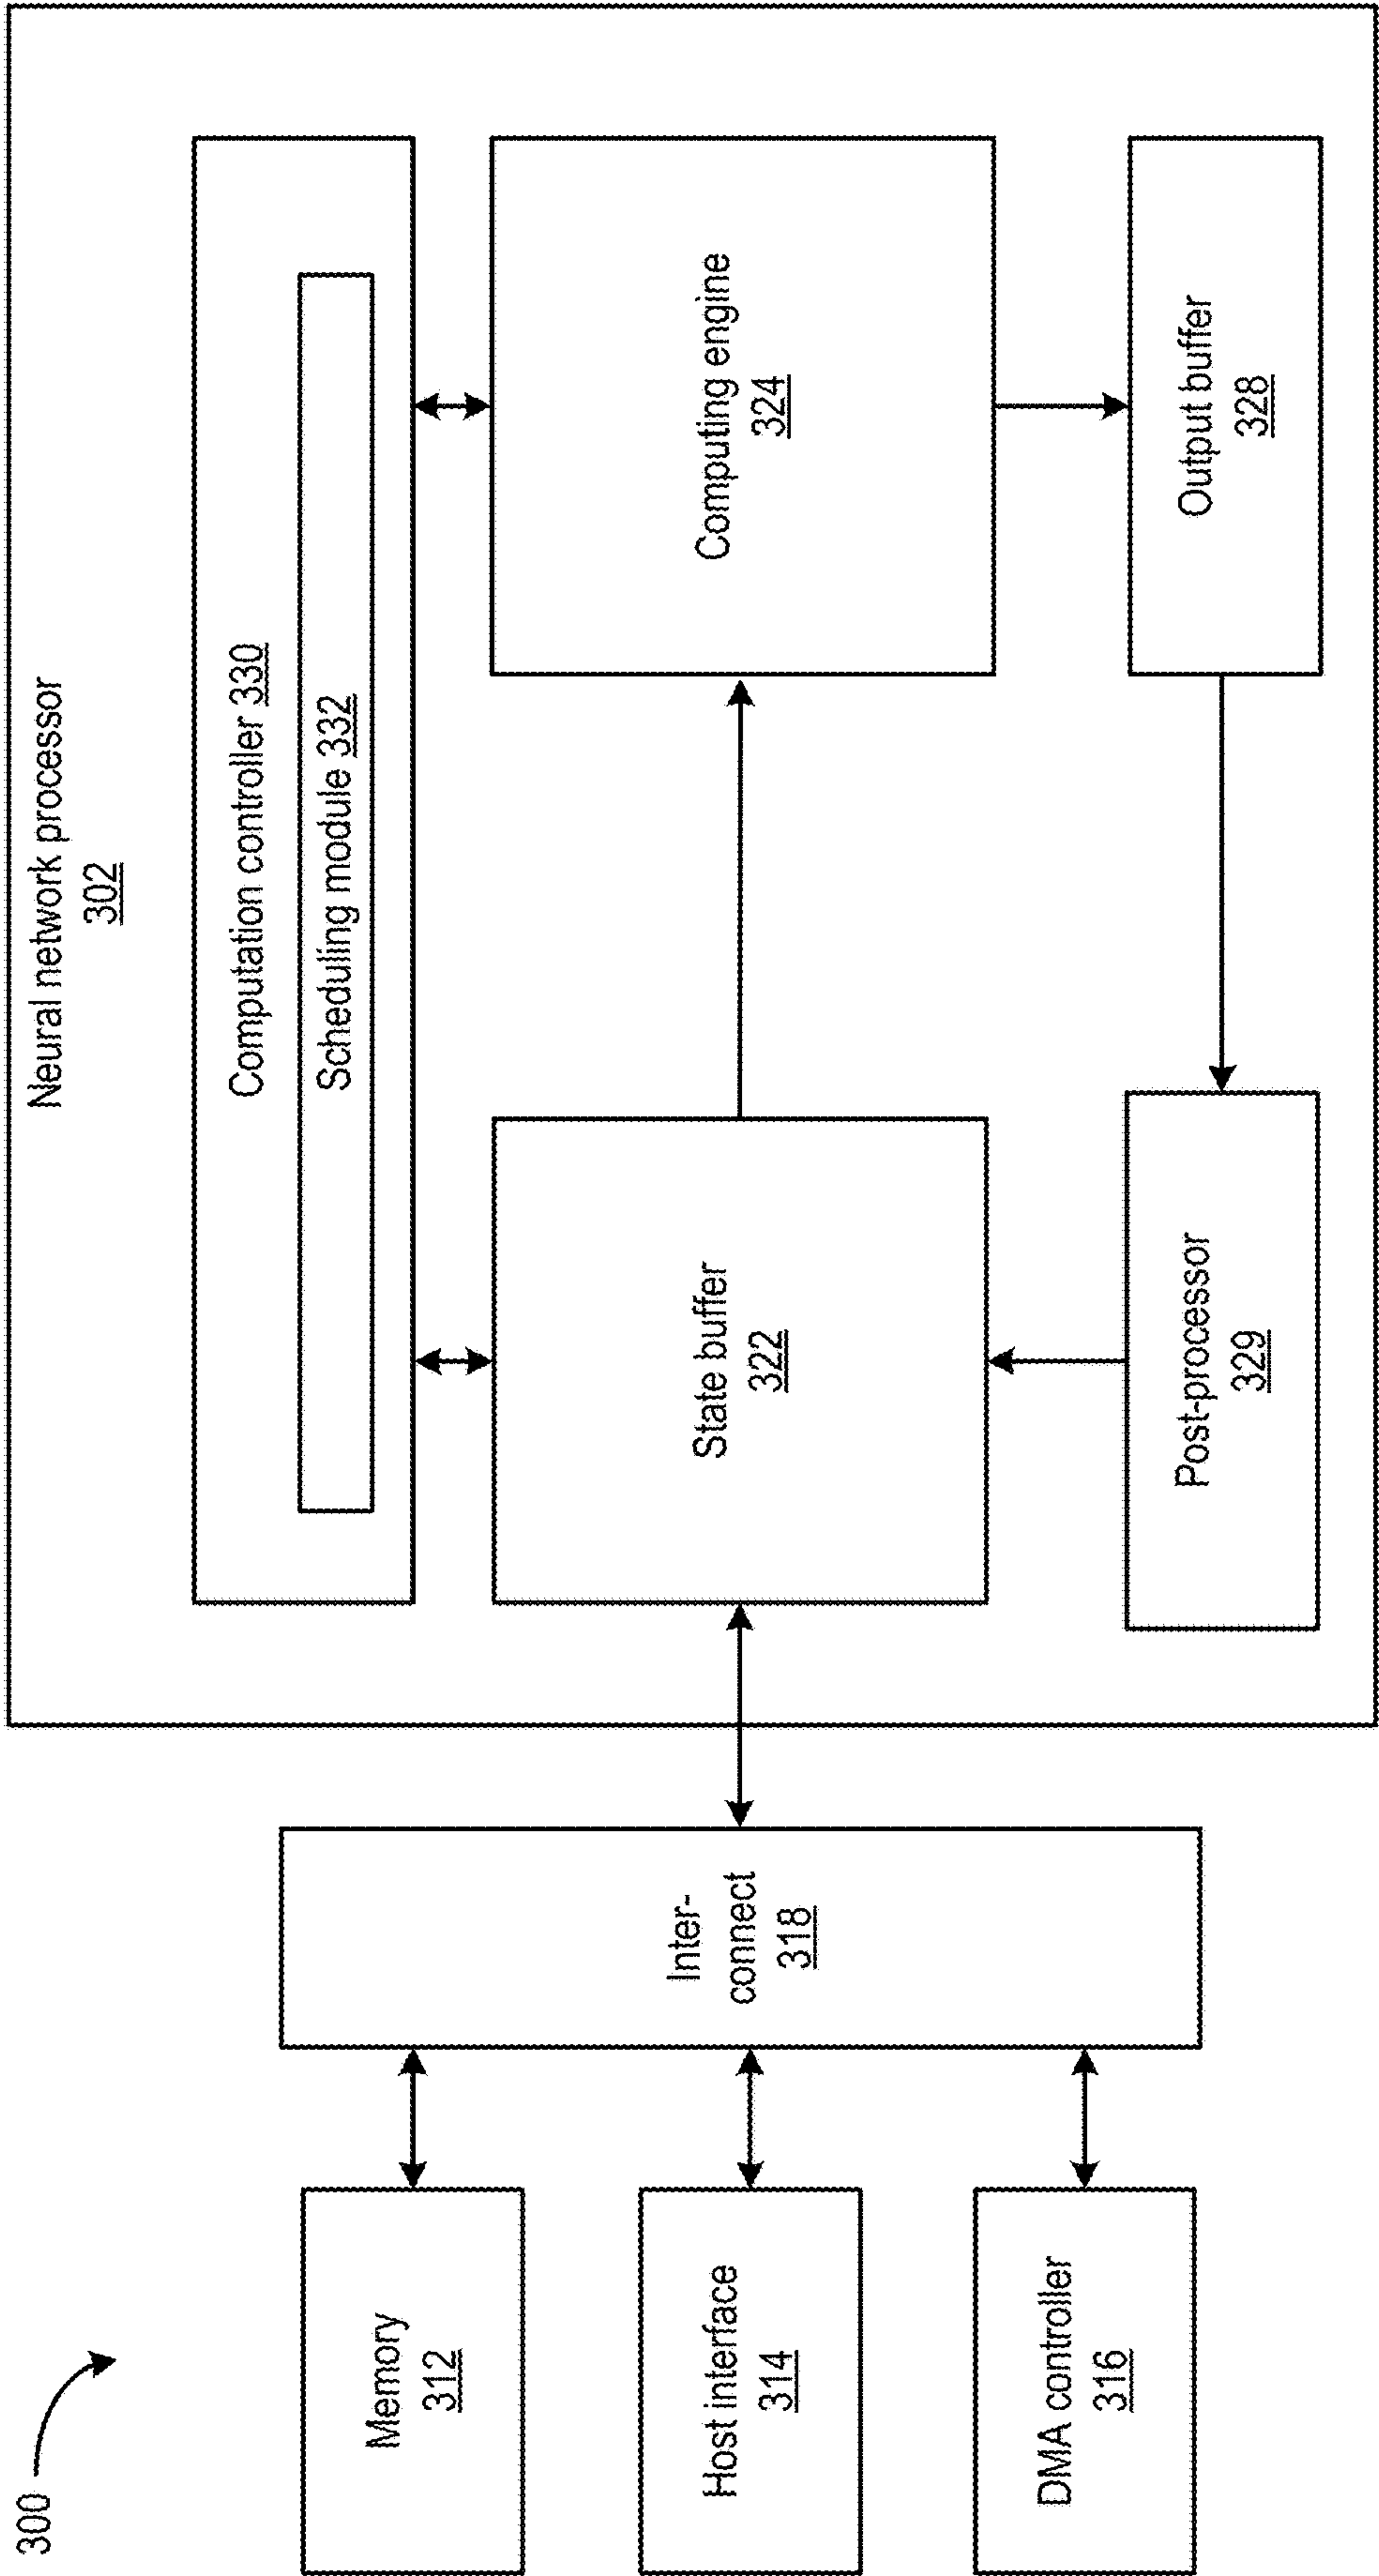 300
Neural network processor
302
Computation controller 330
Scheduling module 332
Memory
312
Host interface
314
DMA controller
316
Inter-
connect
318
State buffer
322
Computing engine
324
Post-processor
329
Output buffer
328